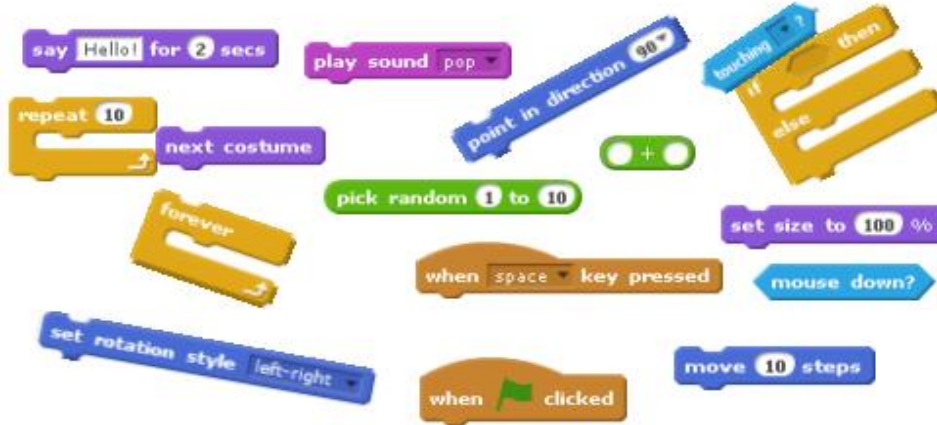 say Hello! for 2 secs
play sound pop
point in direction 90
touching ?
if then
else
repeat 10
next costume
+
pick random 1 to 10
forever
set size to 100 %
when space key pressed
mouse down?
set rotation style left-right
when clicked
move 10 steps